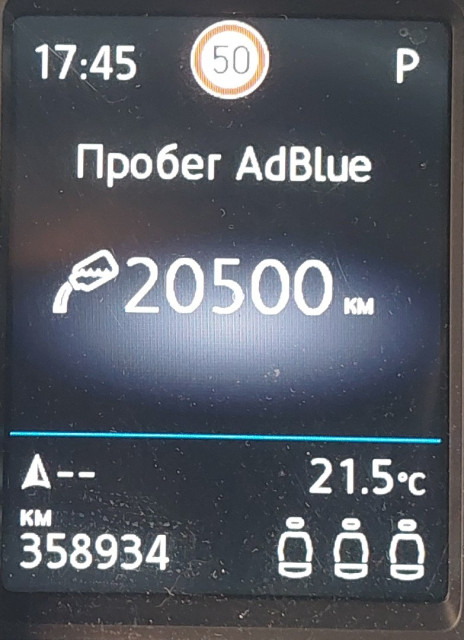 17:45 50 P
Пробег AdBlue
20500 км
-- 21.5°C
км
358934